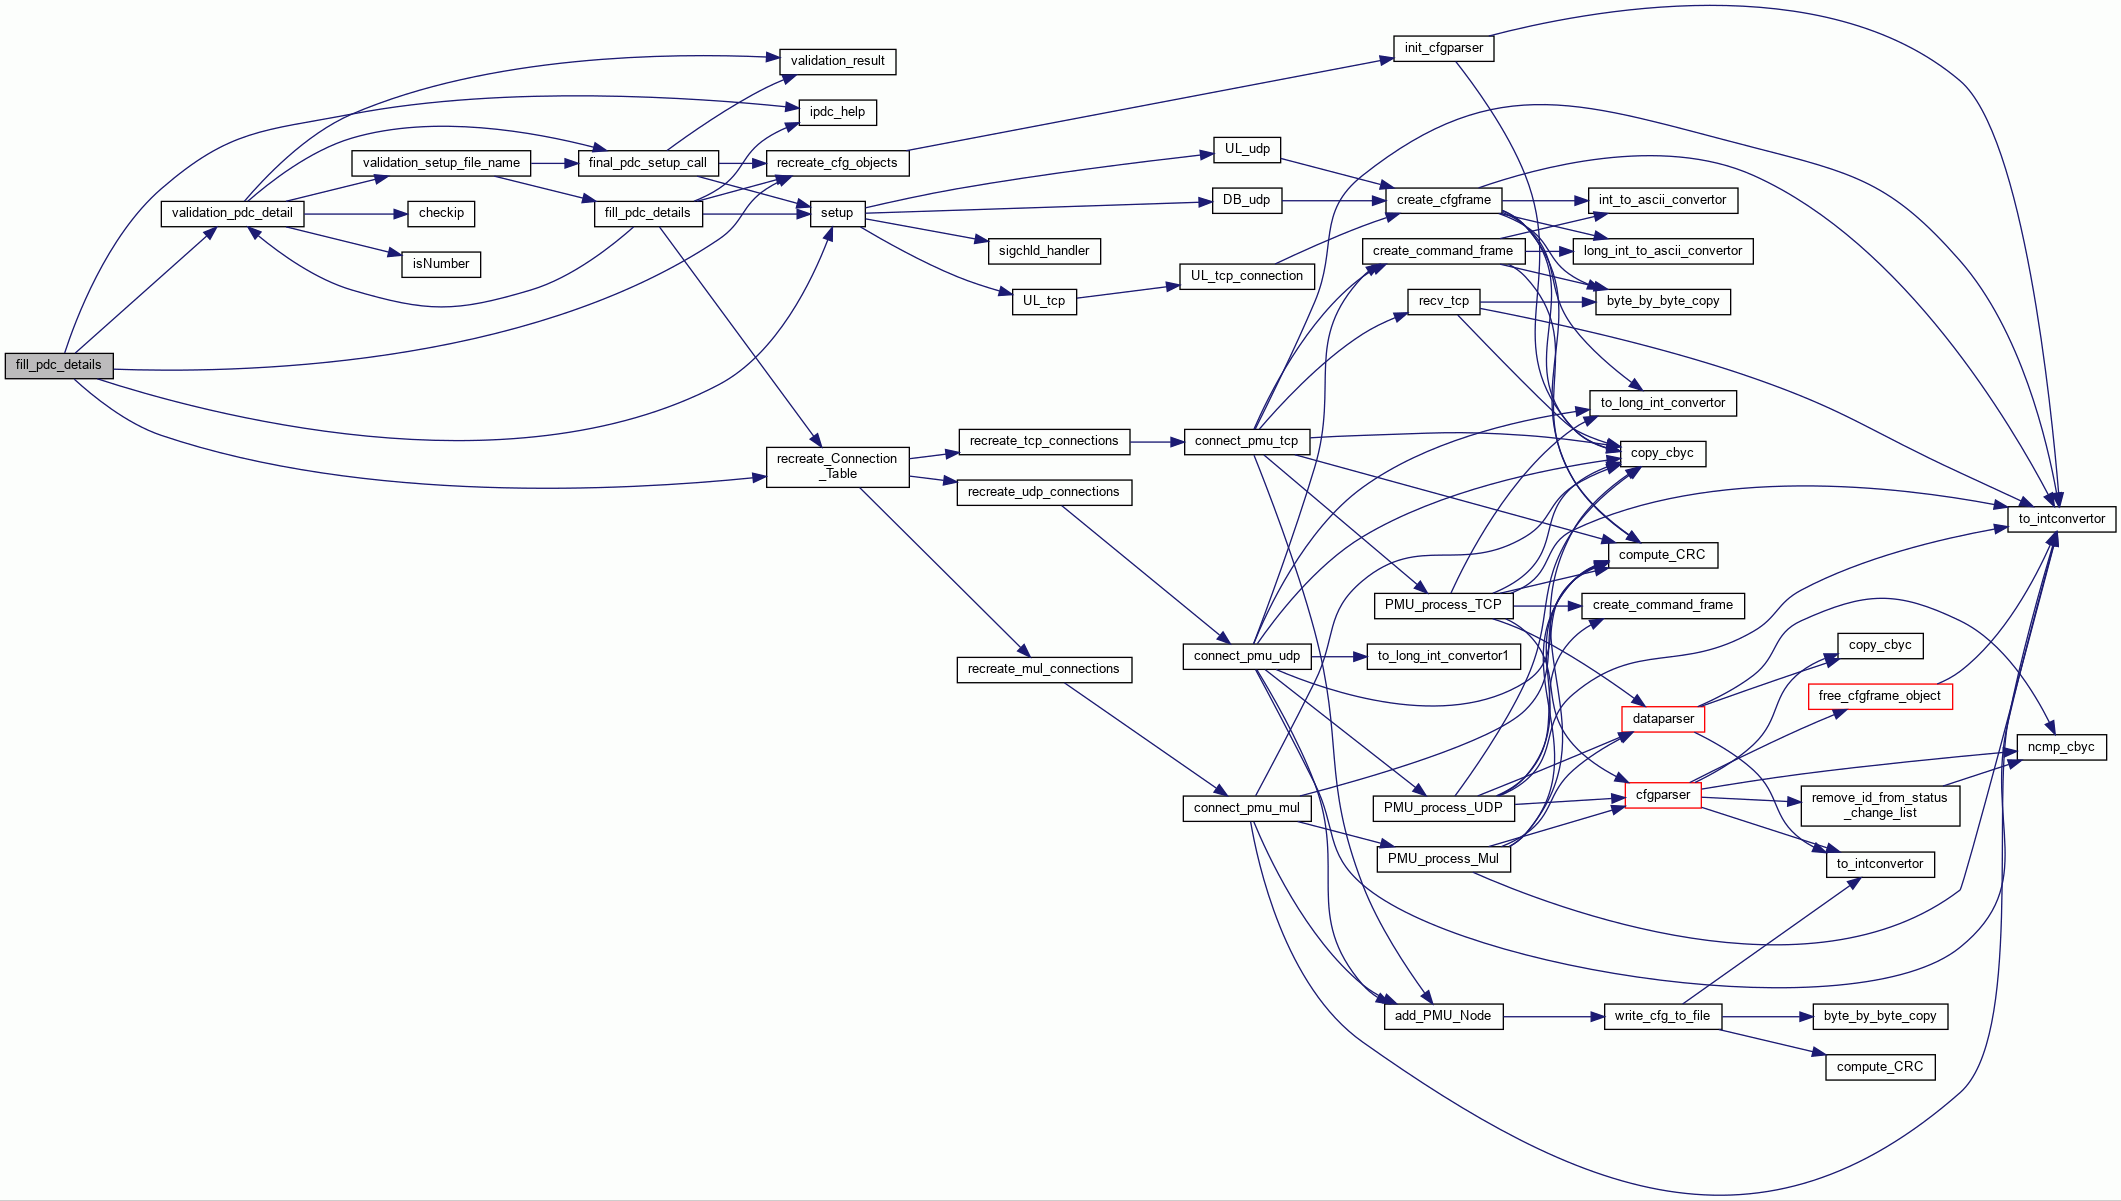 fill_pdc_details
validation_pdc_detail
validation_setup_file_name
checkip
isNumber
final_pdc_setup_call
fill_pdc_details
validation_result
ipdc_help
recreate_cfg_objects
setup
recreate_Connection
_Table
sigchld_handler
UL_tcp
recreate_tcp_connections
recreate_udp_connections
recreate_mul_connections
UL_udp
DB_udp
UL_tcp_connection
connect_pmu_tcp
connect_pmu_udp
connect_pmu_mul
init_cfgparser
create_cfgframe
create_command_frame
recv_tcp
PMU_process_TCP
to_long_int_convertor1
PMU_process_UDP
PMU_process_Mul
add_PMU_Node
int_to_ascii_convertor
long_int_to_ascii_convertor
byte_by_byte_copy
to_long_int_convertor
copy_cbyc
compute_CRC
create_command_frame
dataparser
cfgparser
write_cfg_to_file
copy_cbyc
free_cfgframe_object
remove_id_from_status
_change_list
to_intconvertor
byte_by_byte_copy
compute_CRC
to_intconvertor
ncmp_cbyc